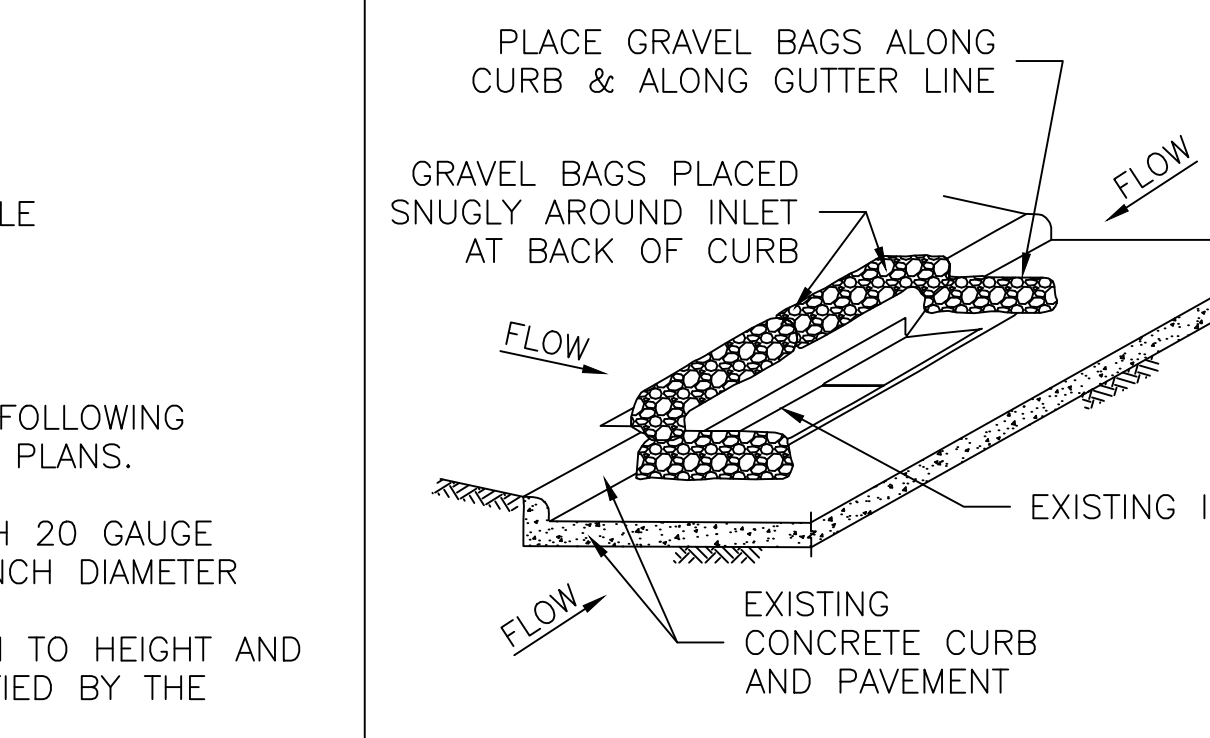 LE
FOLLOWING
PLANS.
20 GAUGE
DIAMETER
TO HEIGHT AND
BY THE
PLACE GRAVEL BAGS ALONG
CURB & ALONG GUTTER LINE
GRAVEL BAGS PLACED
SNUGLY AROUND INLET
AT BACK OF CURB
FLOW
FLOW
EXISTING
FLOW
EXISTING
CONCRETE CURB
AND PAVEMENT